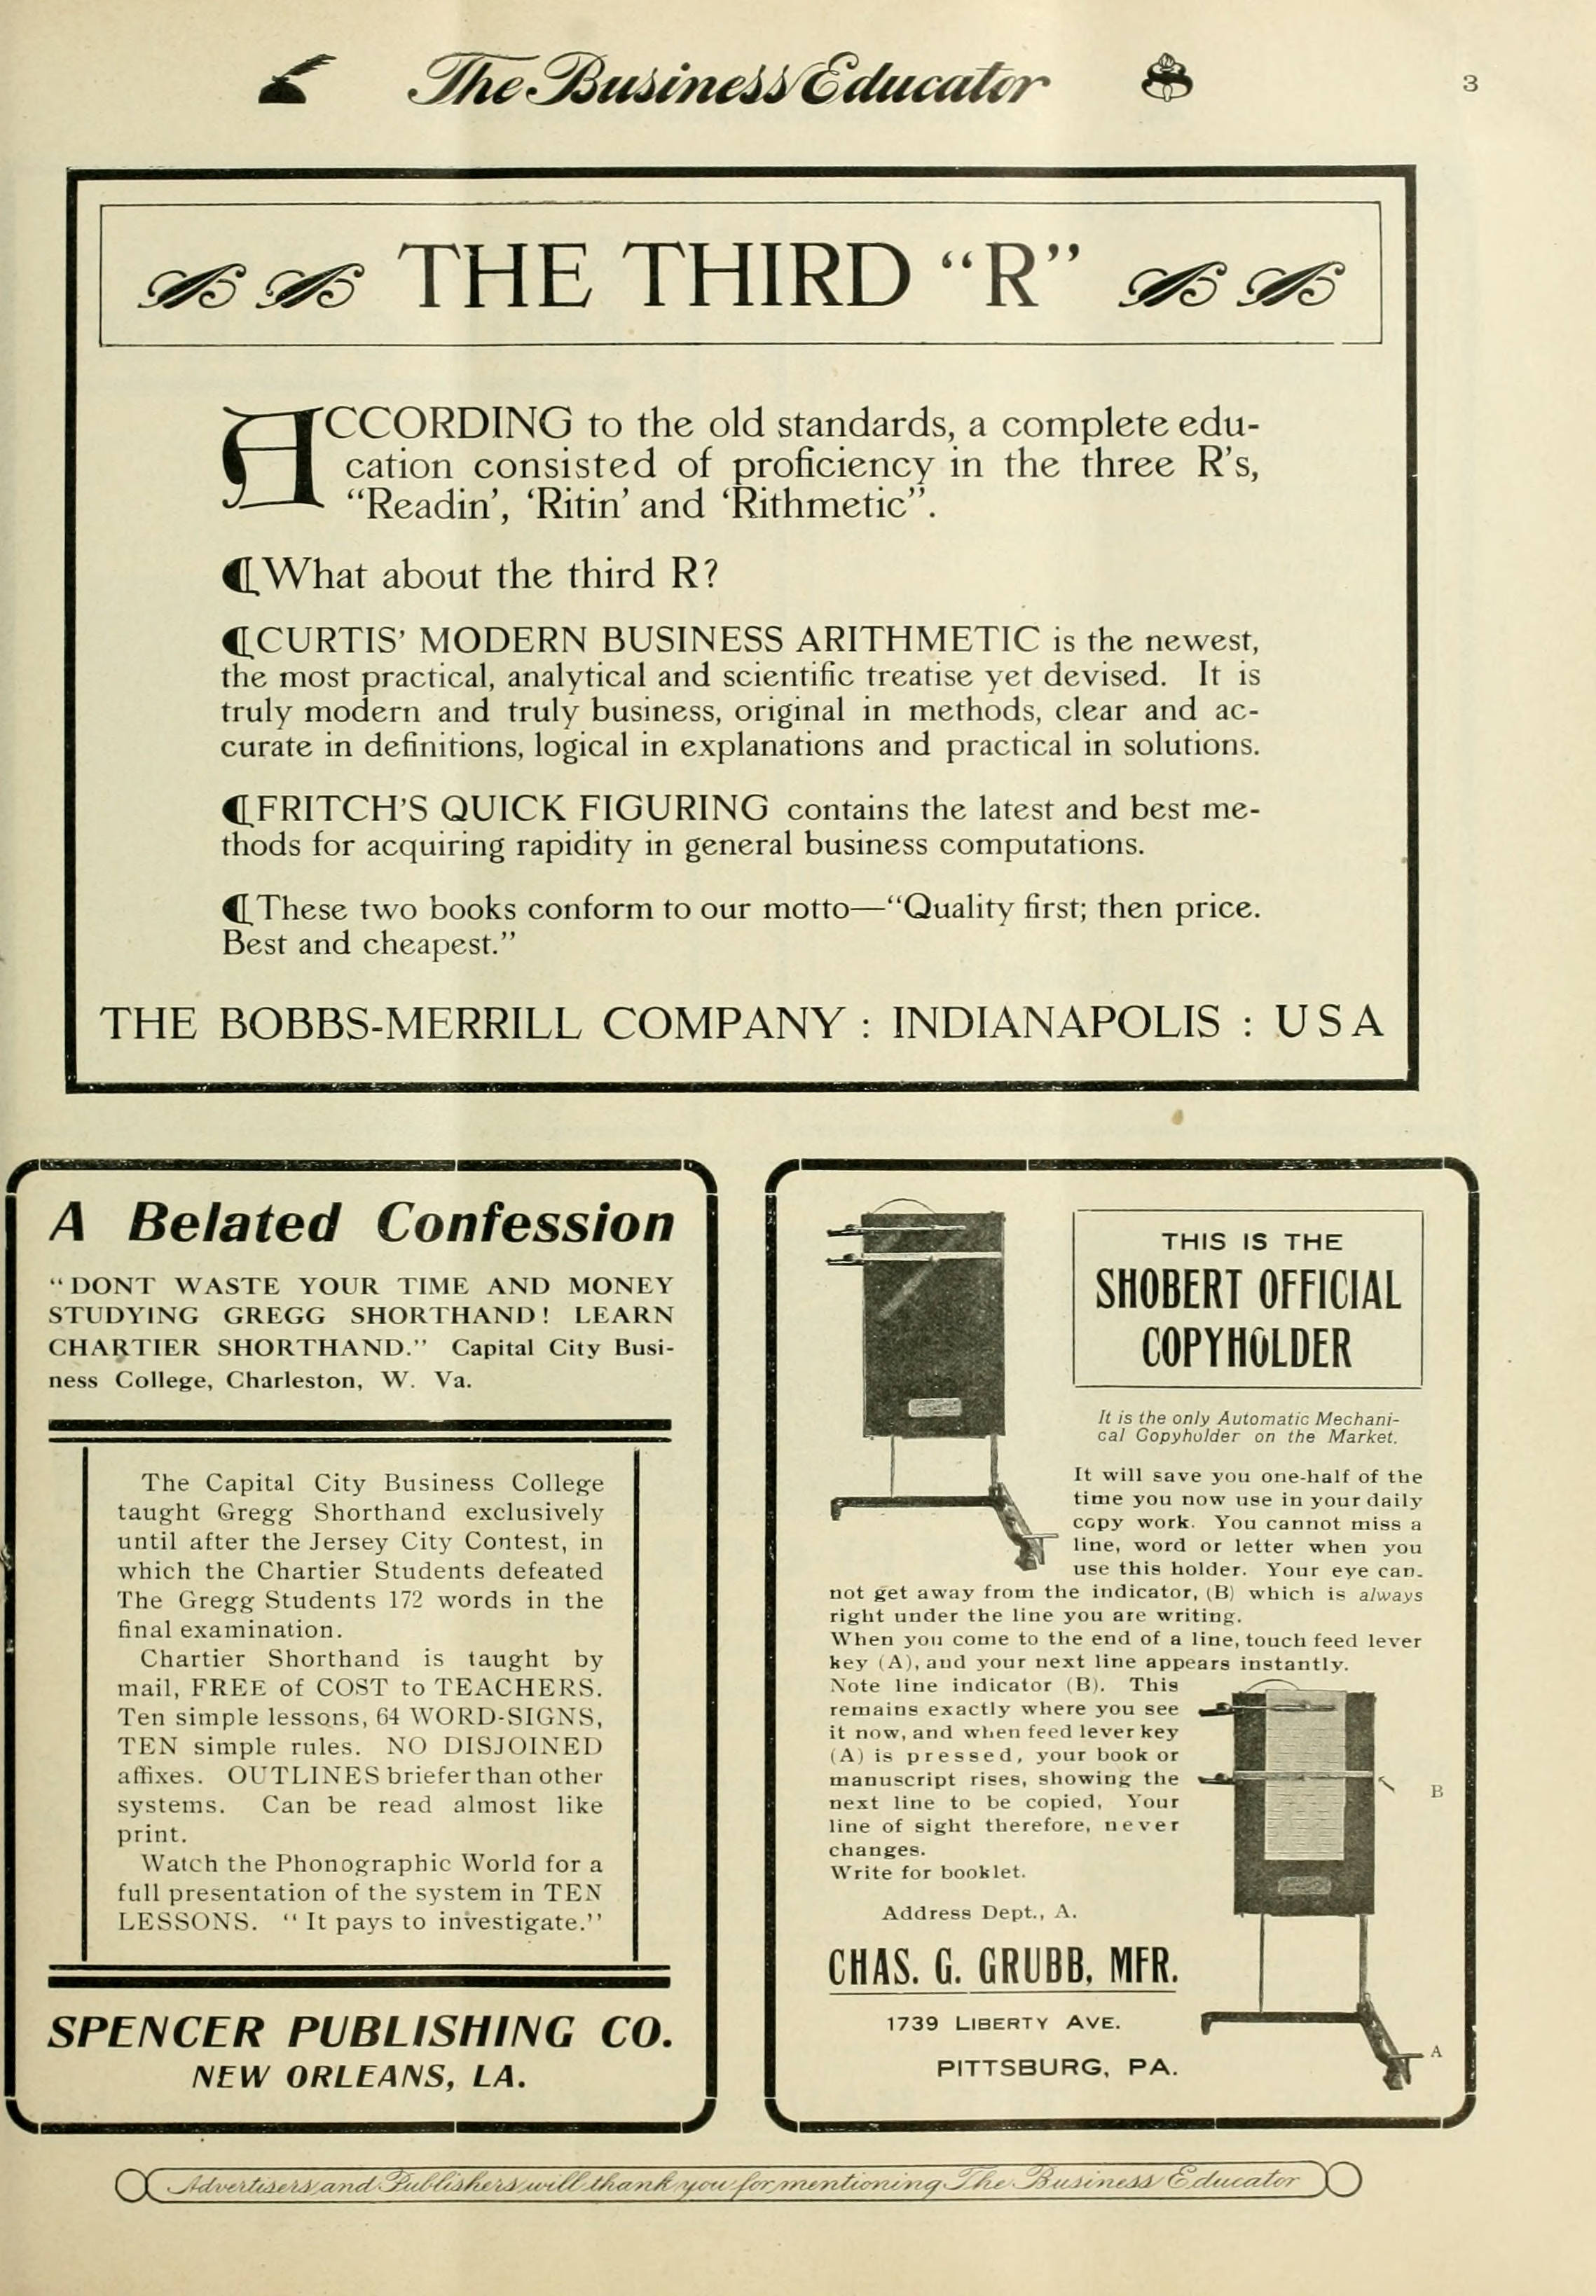 The Business Educator
3
THE THIRD “R”
ACCORDING to the old standards, a complete edu-
cation consisted of proficiency in the three R's,
“Readin’, ‘Ritin’ and ‘Rithmetic”.
¶What about the third R?
¶CURTIS’ MODERN BUSINESS ARITHMETIC is the newest,
the most practical, analytical and scientific treatise yet devised. It is
truly modern and truly business, original in methods, clear and ac-
curate in definitions, logical in explanations and practical in solutions.
¶FRITCH’S QUICK FIGURING contains the latest and best me-
thods for acquiring rapidity in general business computations.
¶These two books conform to our motto—“Quality first; then price.
Best and cheapest.”
THE BOBBS-MERRILL COMPANY : INDIANAPOLIS : USA
A Belated Confession
“DONT WASTE YOUR TIME AND MONEY
STUDYING GREGG SHORTHAND! LEARN
CHARTIER SHORTHAND.” Capital City Busi-
ness College, Charleston, W. Va.
The Capital City Business College
taught Gregg Shorthand exclusively
until after the Jersey City Contest, in
which the Chartier Students defeated
The Gregg Students 172 words in the
final examination.
Chartier Shorthand is taught by
mail, FREE of COST to TEACHERS.
Ten simple lessons, 64 WORD-SIGNS,
TEN simple rules. NO DISJOINED
affixes. OUTLINES briefer than other
systems. Can be read almost like
print.
Watch the Phonographic World for a
full presentation of the system in TEN
LESSONS. “It pays to investigate.”
SPENCER PUBLISHING CO.
NEW ORLEANS, LA.
THIS IS THE
SHOBERT OFFICIAL
COPYHOLDER
It is the only Automatic Mechani-
cal Copyholder on the Market.
It will save you one-half of the
time you now use in your daily
copy work. You cannot miss a
line, word or letter when you
use this holder. Your eye can-
not get away from the indicator, (B) which is always
right under the line you are writing.
When you come to the end of a line, touch feed lever
key (A), and your next line appears instantly.
Note line indicator (B). This
remains exactly where you see
it now, and when feed lever key
(A) is pressed, your book or
manuscript rises, showing the
next line to be copied, Your
line of sight therefore, never
changes.
Write for booklet.
Address Dept., A.
CHAS. G. GRUBB, MFR.
1739 LIBERTY AVE.
PITTSBURG, PA.
B
A
Advertisers and Publishers will thank you for mentioning The Business Educator